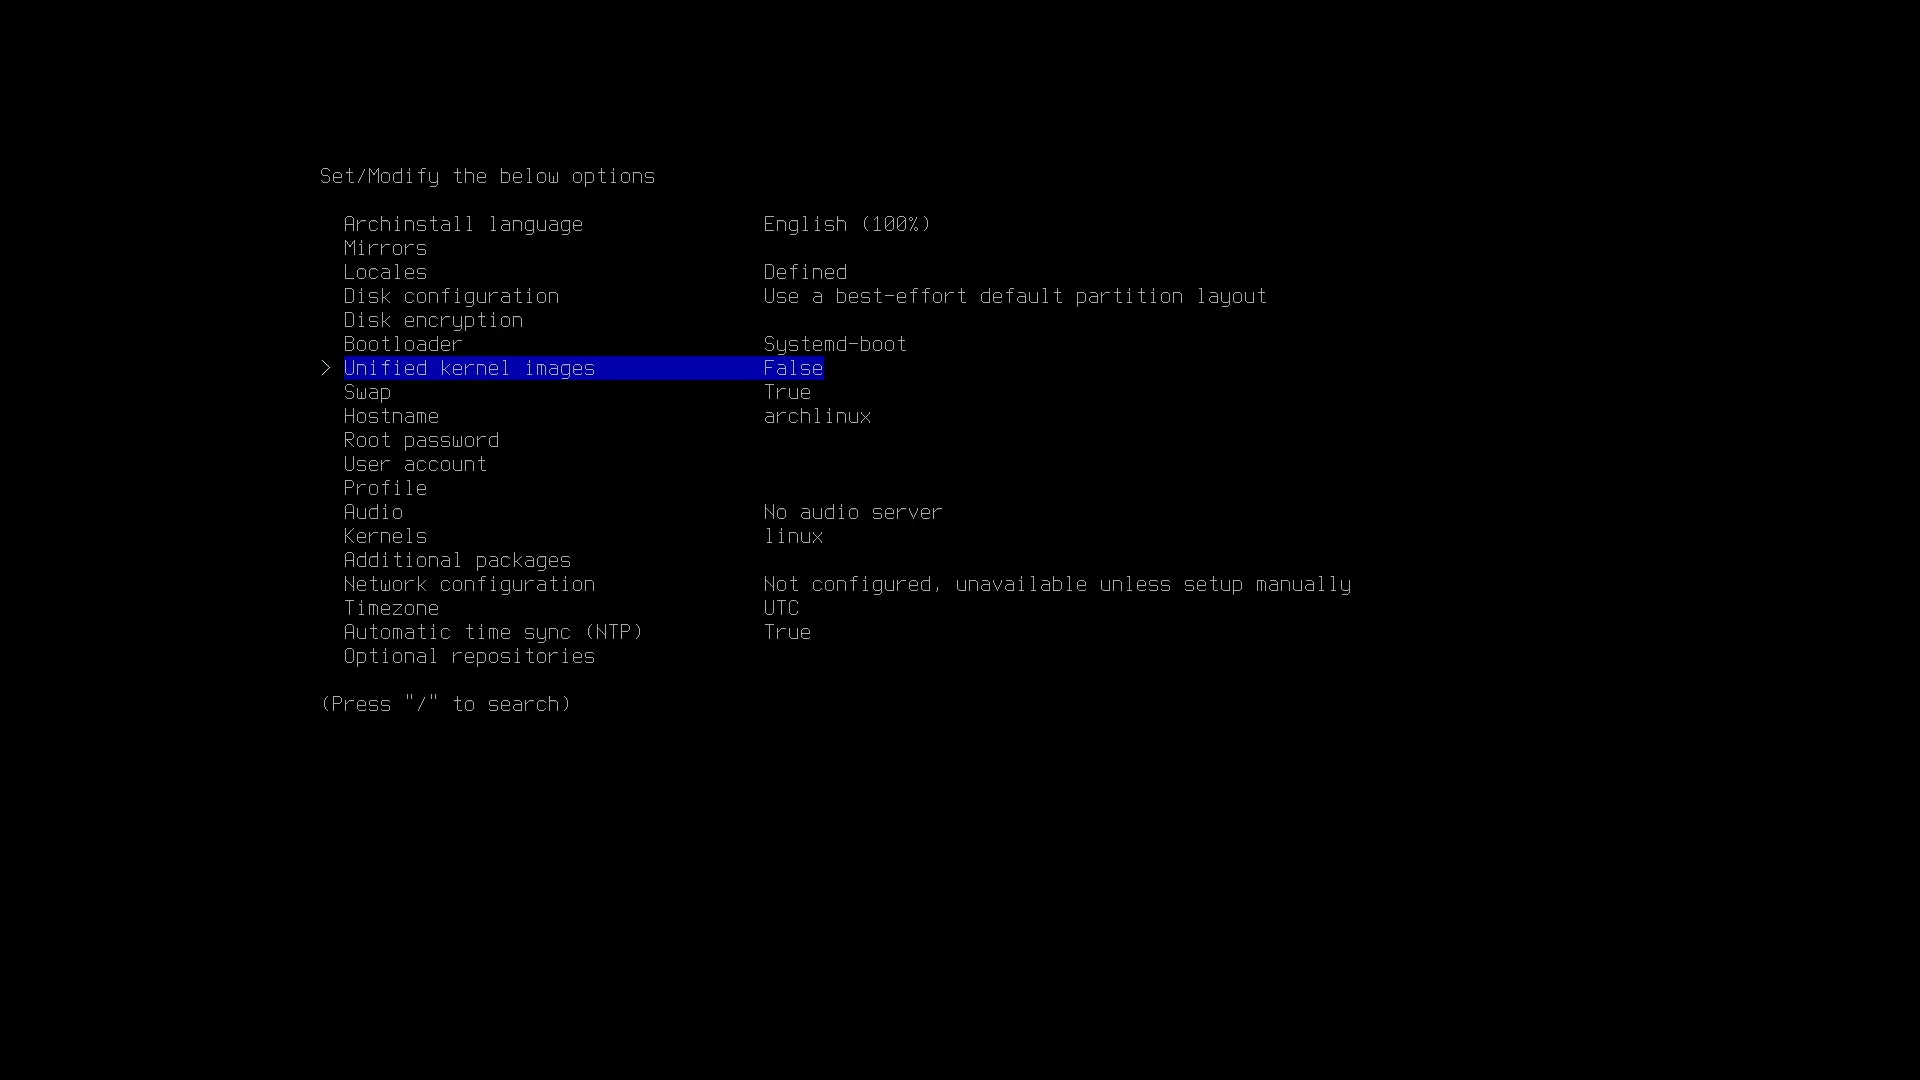 Set/Modify the below options
Archinstall language English (100%)
Mirrors
Locales Defined
Disk configuration Use a best-effort default partition layout
Disk encryption
Bootloader Systemd-boot
> Unified kernel images False
Swap True
Hostname archlinux
Root password
User account
Profile
Audio No audio server
Kernels linux
Additional packages
Network configuration Not configured, unavailable unless setup manually
Timezone UTC
Automatic time sync (NTP) True
Optional repositories
(Press "/" to search)